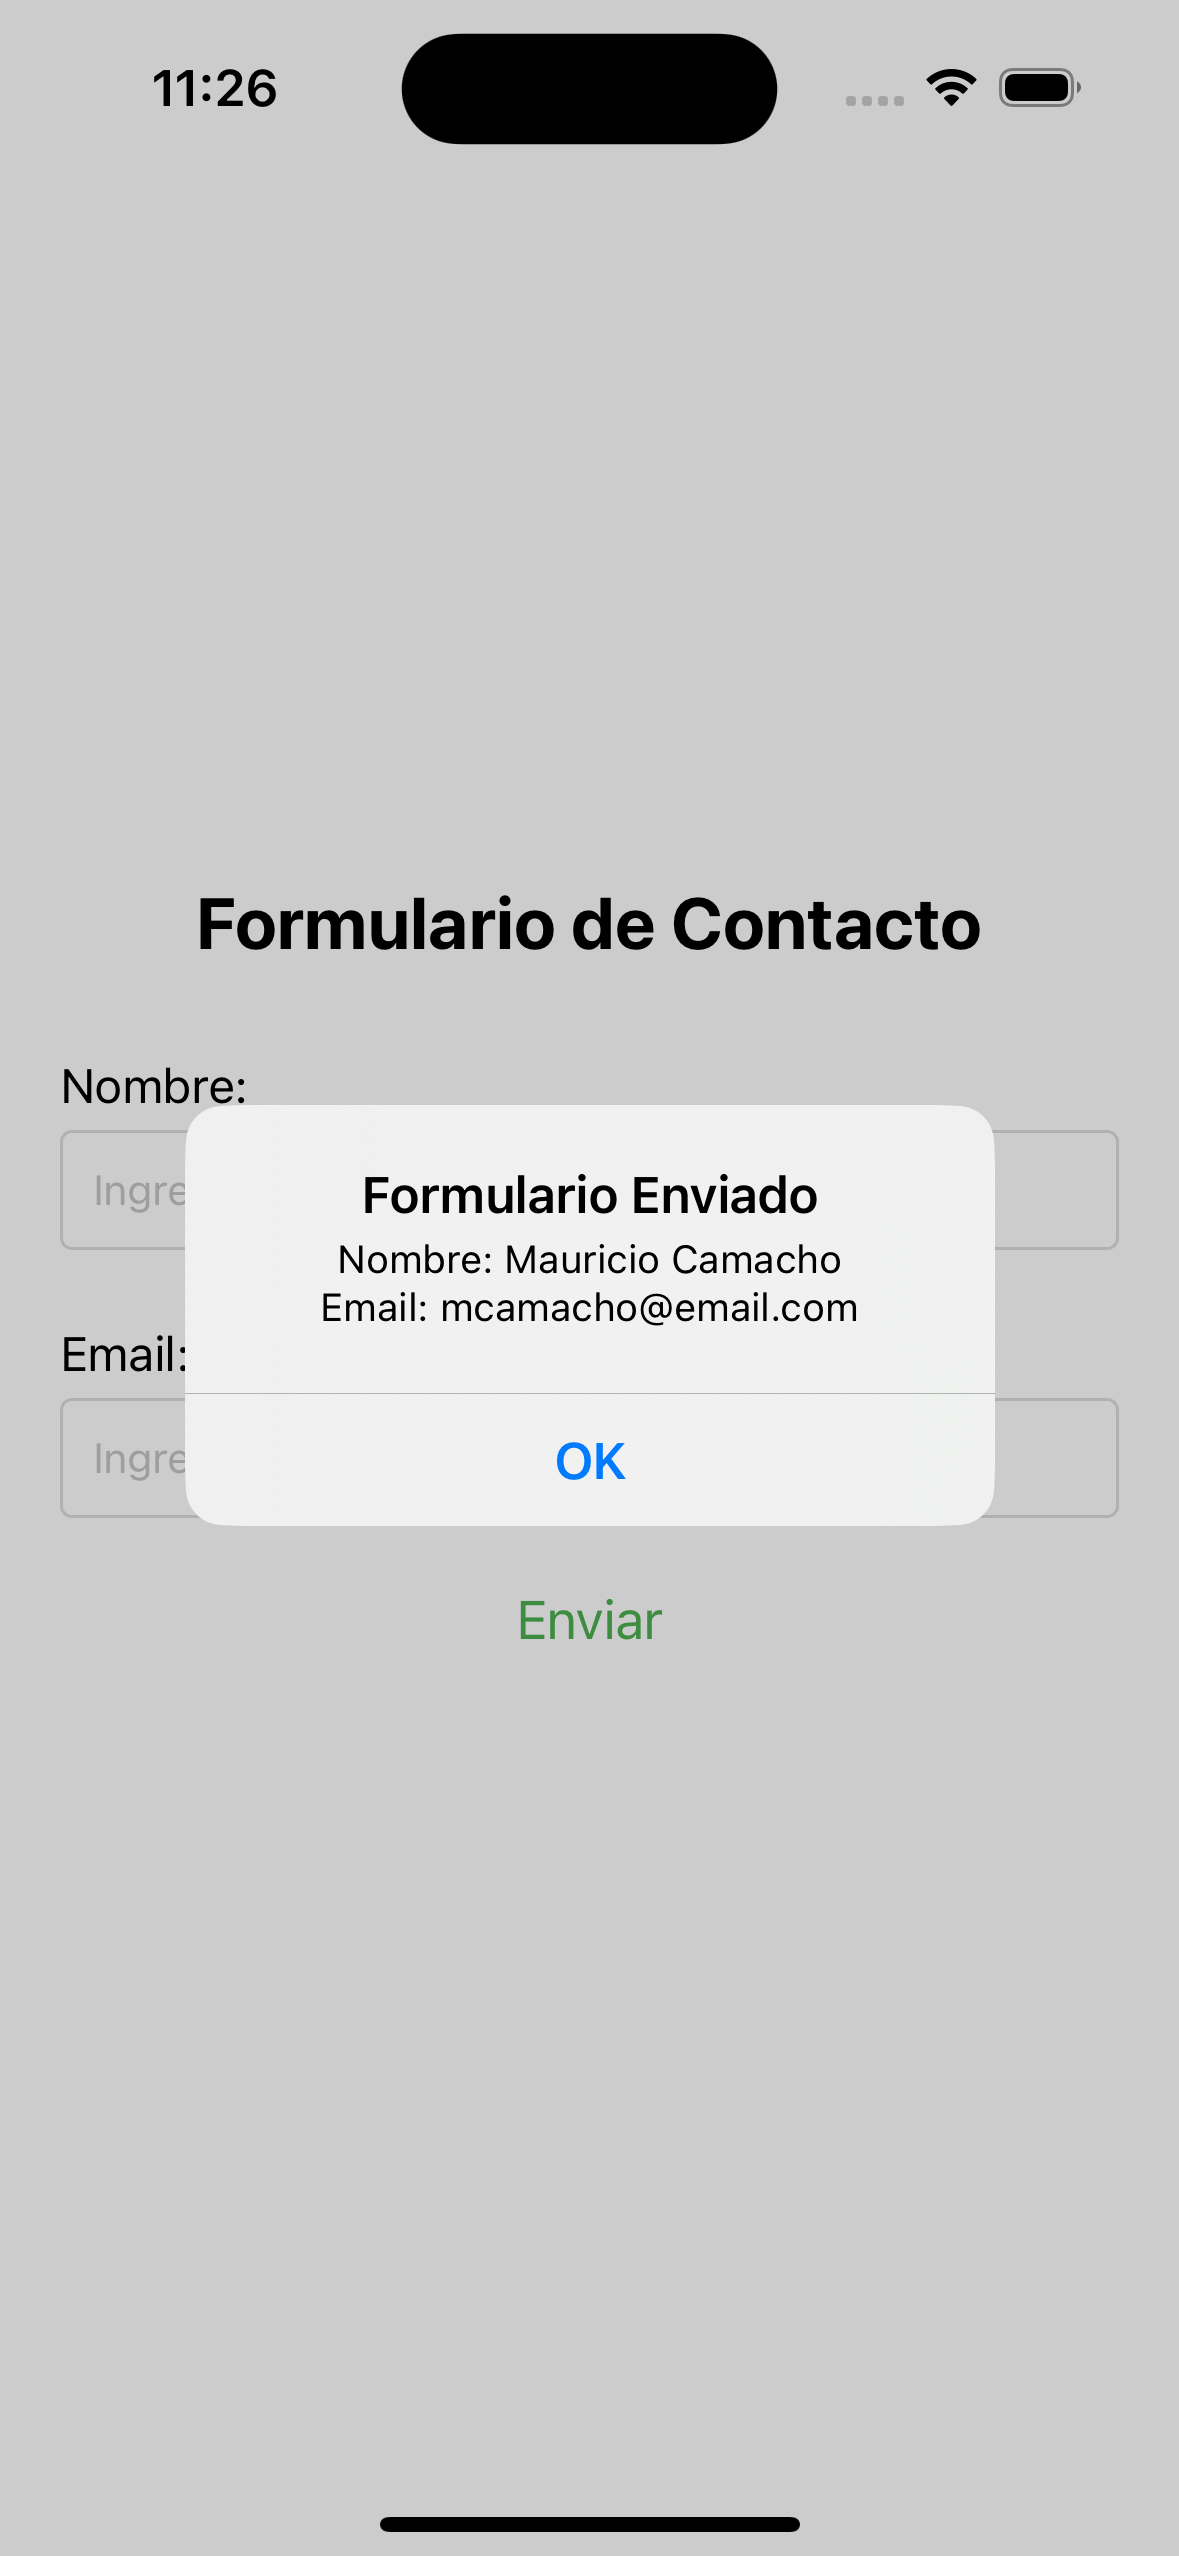 11:26
Formulario de Contacto
Nombre:
Ingre
Formulario Enviado
Nombre: Mauricio Camacho
Email: mcamacho@email.com
Email:
Ingre
OK
Enviar